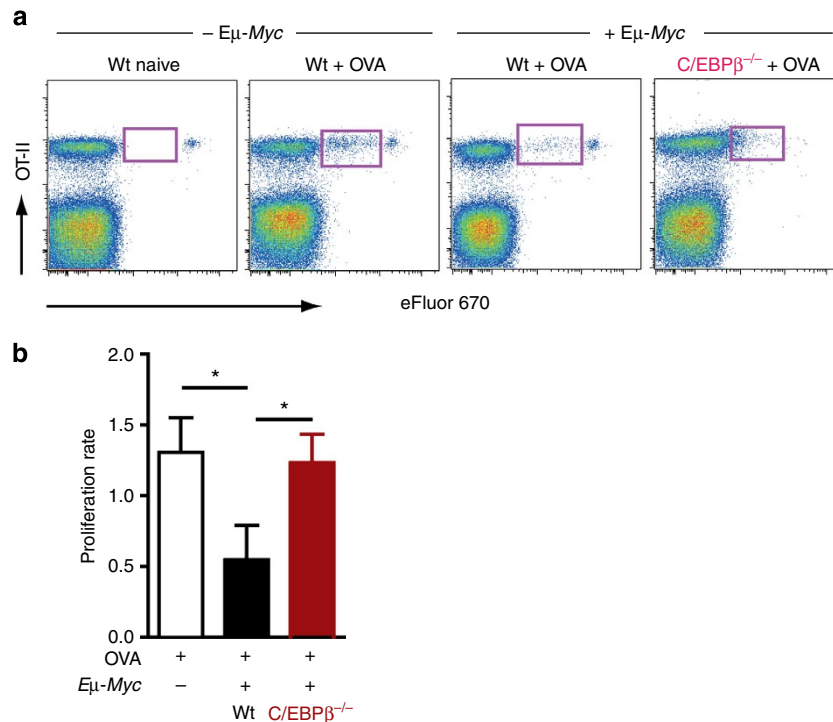 a
– Eμ-Myc
+ Eμ-Myc
Wt naive
Wt + OVA
Wt + OVA
C/EBPβ–/– + OVA
OT-II
eFluor 670
b
Proliferation rate
2.0
1.5
1.0
0.5
0.0
*
*
OVA + + +
Eμ-Myc – + +
Wt C/EBPβ–/–